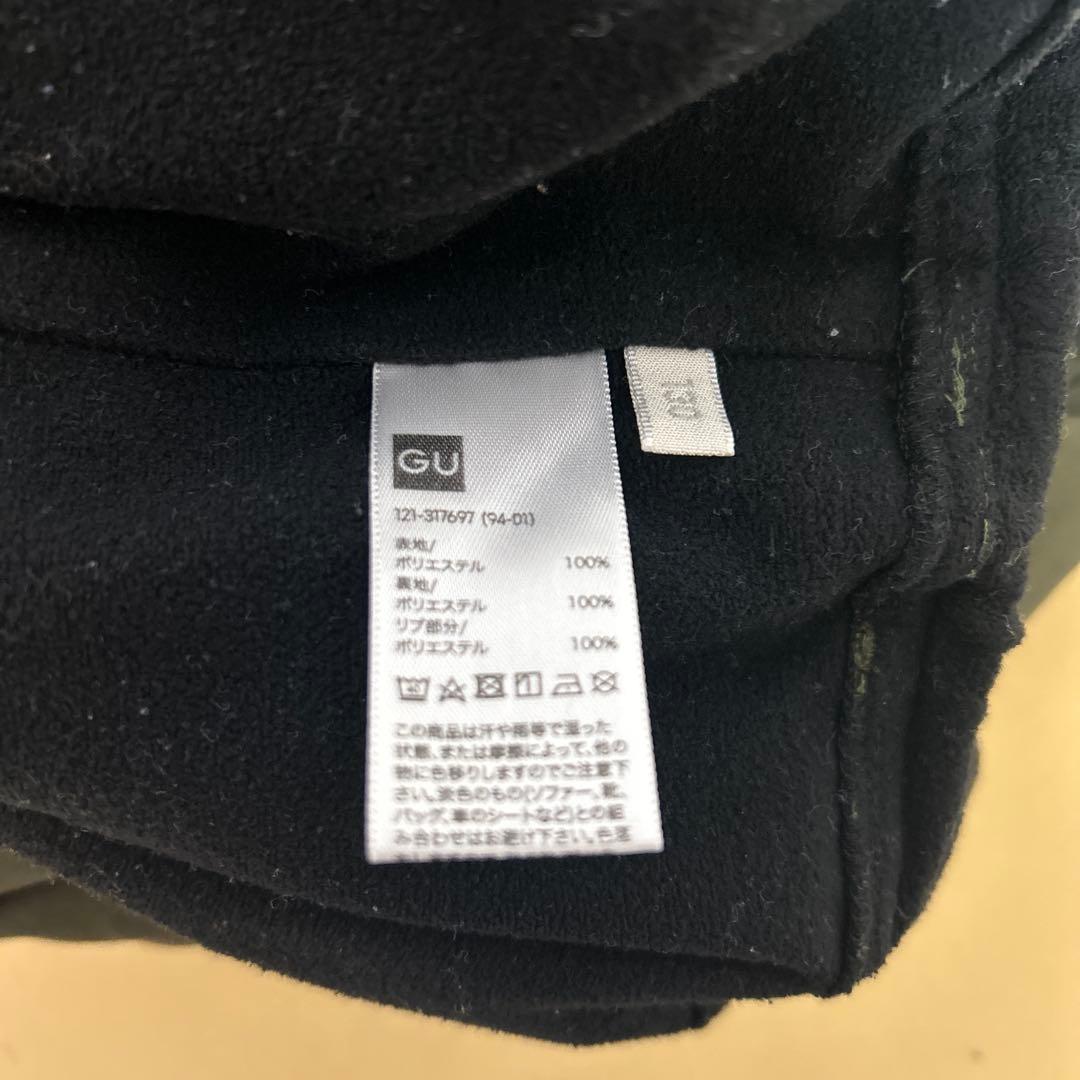 GU
121-317697 (94-01)
表地/
ポリエステル 100%
裏地/
ポリエステル 100%
リブ部分/
ポリエステル 100%
この商品は汗や雨等で湿った
状態、または摩擦によって、他の
物に色移りしますのでご注意下
さい。淡色のもの(ソファー、靴、
バッグ、車のシートなど)との組
み合わせはお避け下さい。色落
130